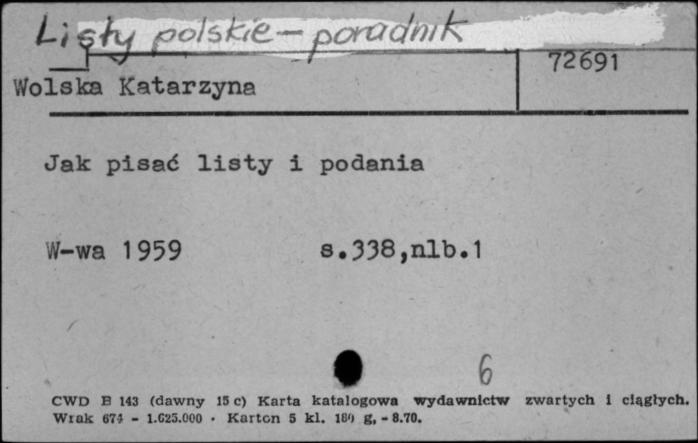 Listy polskie - poradnik
72691
Wolska Katarzyna
Jak pisać listy i podania
W-wa 1959 s.338,nlb.1
6
CWD B 143 (dawny 15 c) Karta katalogowa wydawnictw zwartych i ciągłych.
Wrak 674 - 1.625.000 · Karton 5 kl. 180 g, - 8.70.